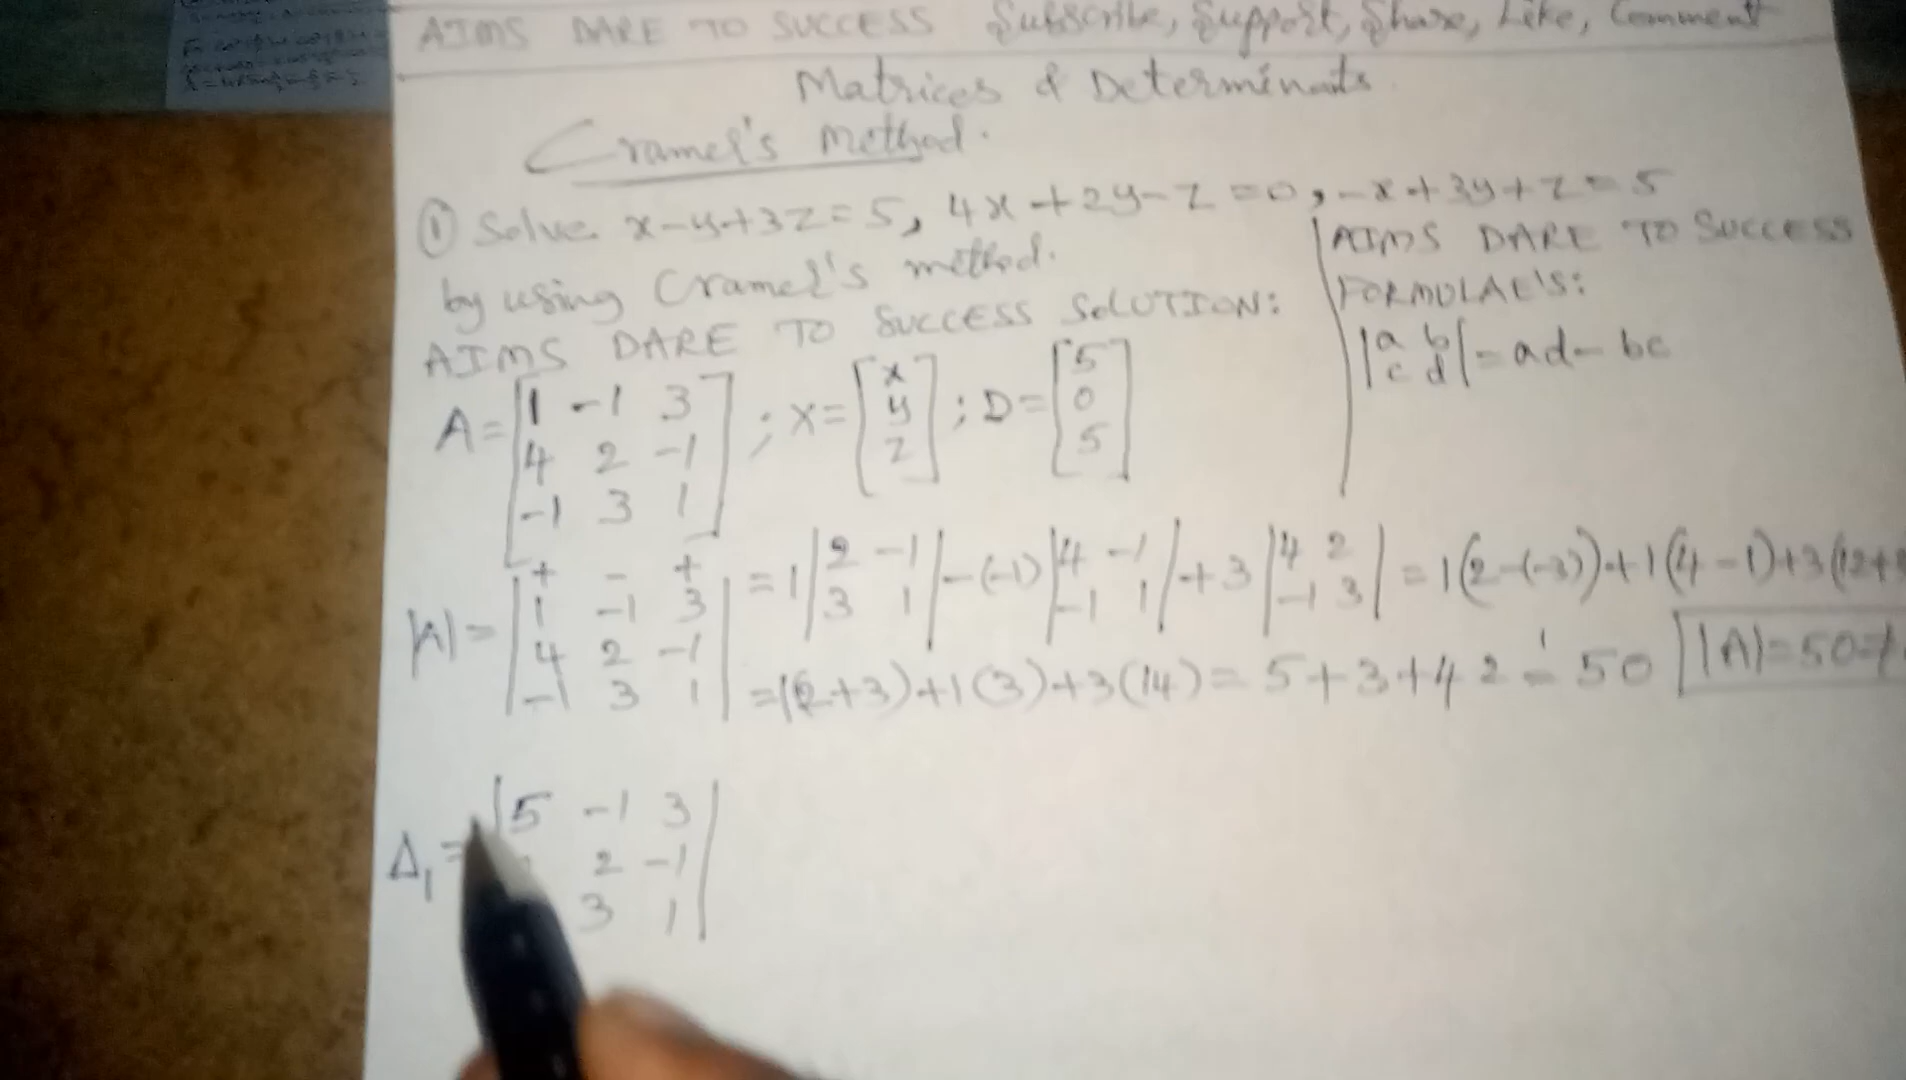 AIMS DARE TO SUCCESS Subscribe, Support, Share, Like, Comment
Matrices & Determinants
Cramer's Method.
① Solve x-y+3z=5, 4x+2y-z=0, -x+3y+z=5
by using Cramer's method.
AIMS DARE TO SUCCESS SOLUTION:
AIMS DARE TO SUCCESS
FORMULAE'S:
|a b| = ad - bc
|c d|
A = [1 -1 3] ; X = [x] ; D = [5]
[4 2 -1] [y] [0]
[-1 3 1] [z] [5]
+ - +
|A| = |1 -1 3| = 1|2 -1| -(-1)|4 -1| +3|4 2| = 1(2-(-3))+1(4-1)+3(12+
|4 2 -1| |3 1| |-1 1| |-1 3|
|-1 3 1| =1(2+3)+1(3)+3(14) = 5+3+42 = 50 |A|=50≠
Δ₁ = |5 -1 3|
2 -1|
3 1|